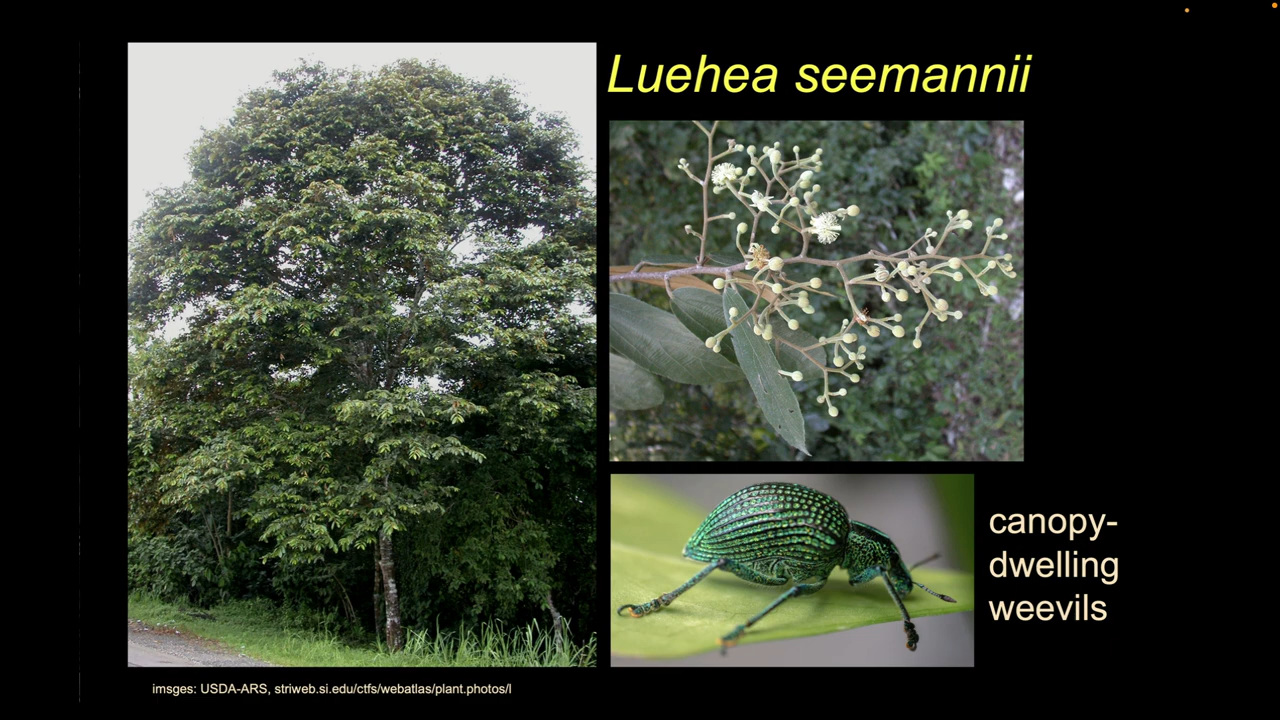 Luehea seemannii
canopy-
dwelling
weevils
imsges: USDA-ARS, striweb.si.edu/ctfs/webatlas/plant.photos/l